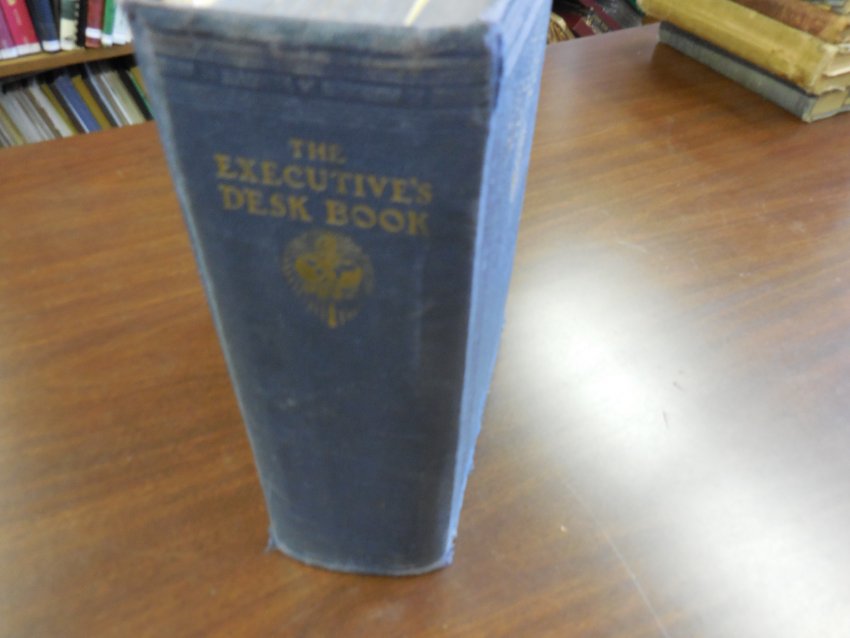 THE
EXECUTIVE'S
DESK BOOK